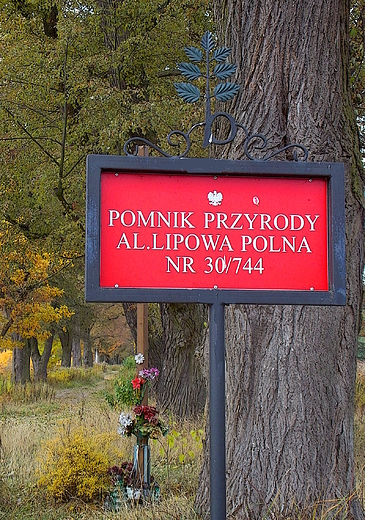 POMNIK PRZYRODY
AL.LIPOWA POLNA
NR 30/744